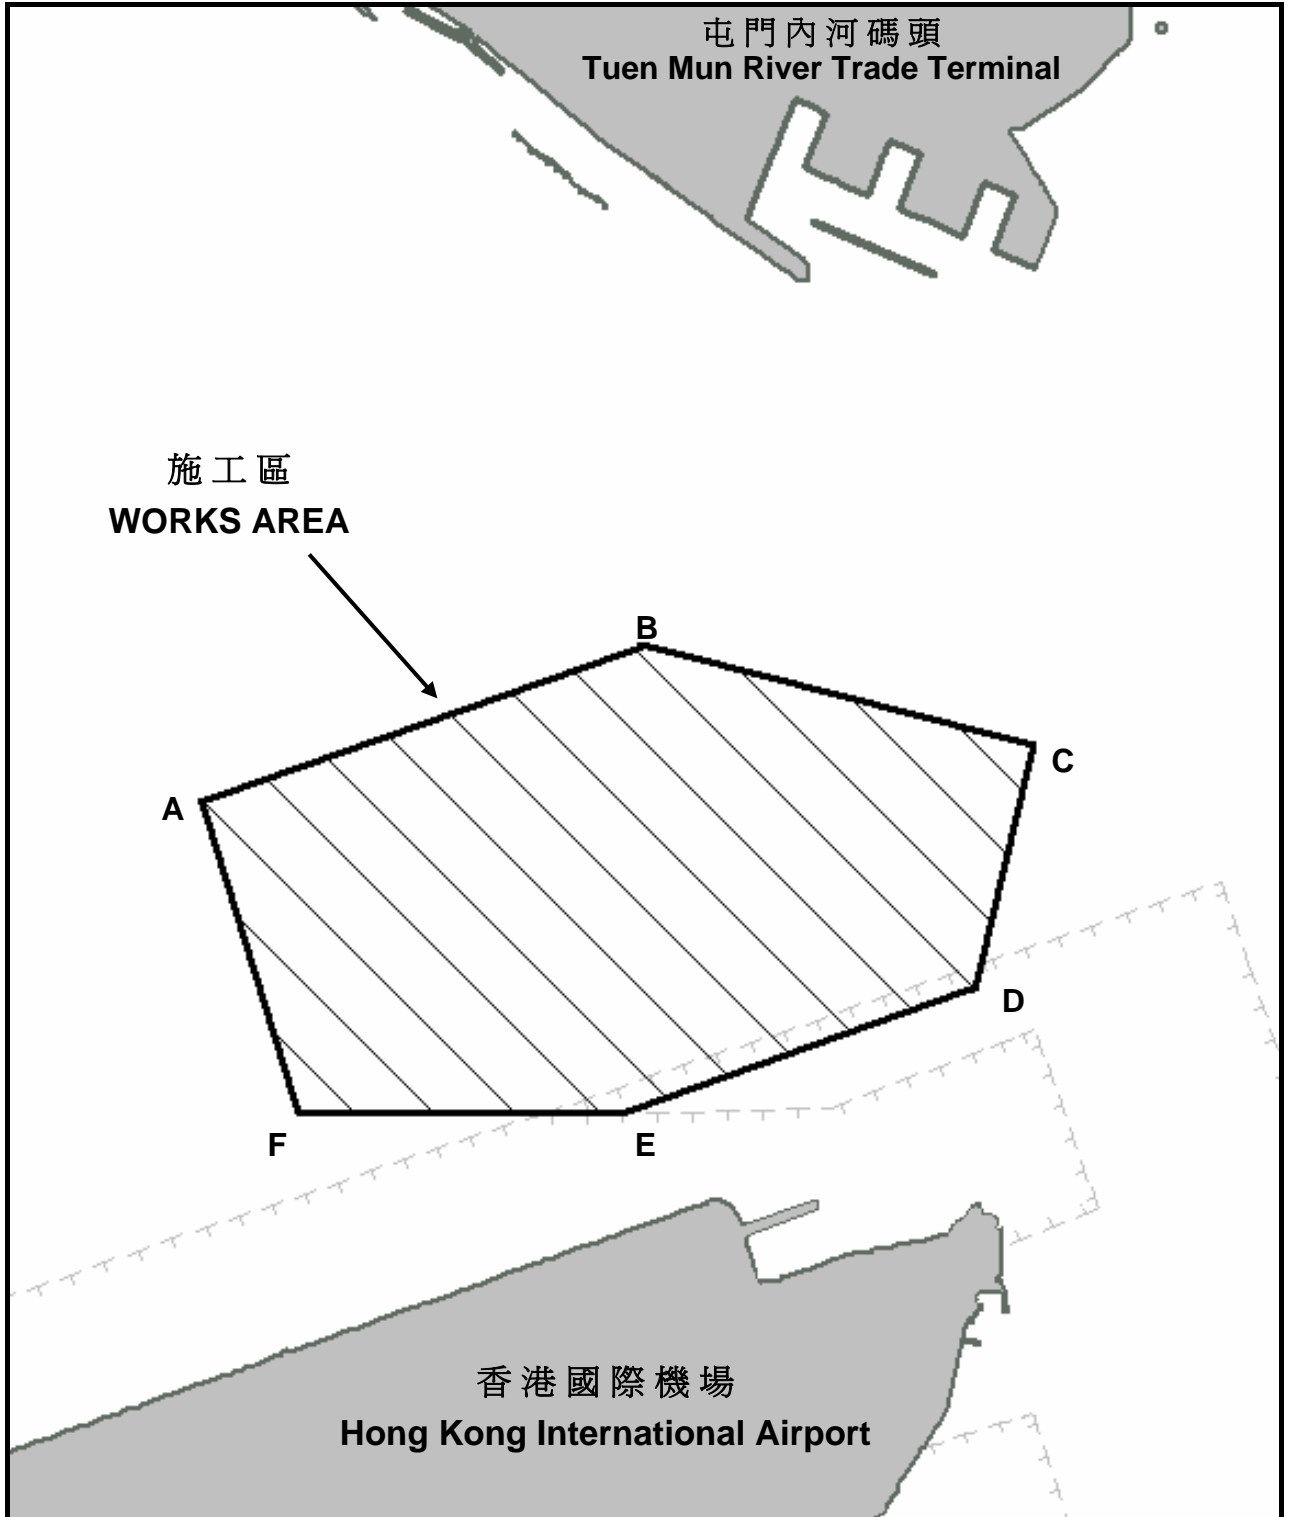 屯門內河碼頭
Tuen Mun River Trade Terminal
施工區
WORKS AREA
B
C
A
D
F
E
香港國際機場
Hong Kong International Airport